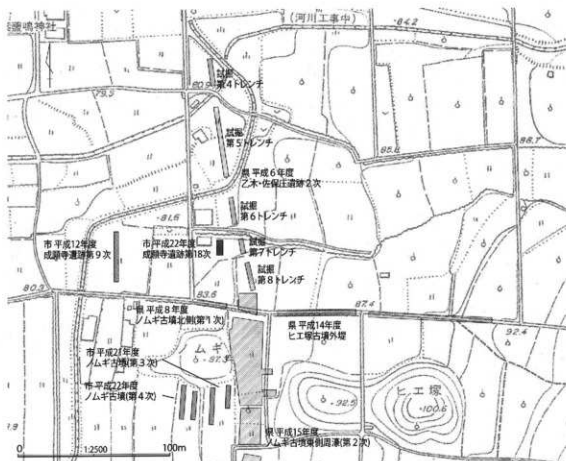 (河川工事中)
84.2
雲鳴神社
80.9
試掘
第4トレンチ
79.3
試掘
第5トレンチ
85.8
88.7
県 平成6年度
乙木・佐保庄遺跡2次
試掘
第6トレンチ
81.6
市 平成12年度
成願寺遺跡第9次
市 平成22年度
成願寺遺跡第18次
試掘
第7トレンチ
試掘
第8トレンチ
80.3
83.6
87.4
県 平成8年度
ノムギ古墳北側(第1次)
県 平成14年度
ヒエ塚古墳外堤
92.4
ムギ
87.3
市 平成21年度
ノムギ古墳(第3次)
市 平成22年度
ノムギ古墳(第4次)
92.5
ヒエ塚
100.6
県 平成15年度
ノムギ古墳東側周濠(第2次)
0
1:2500
100m